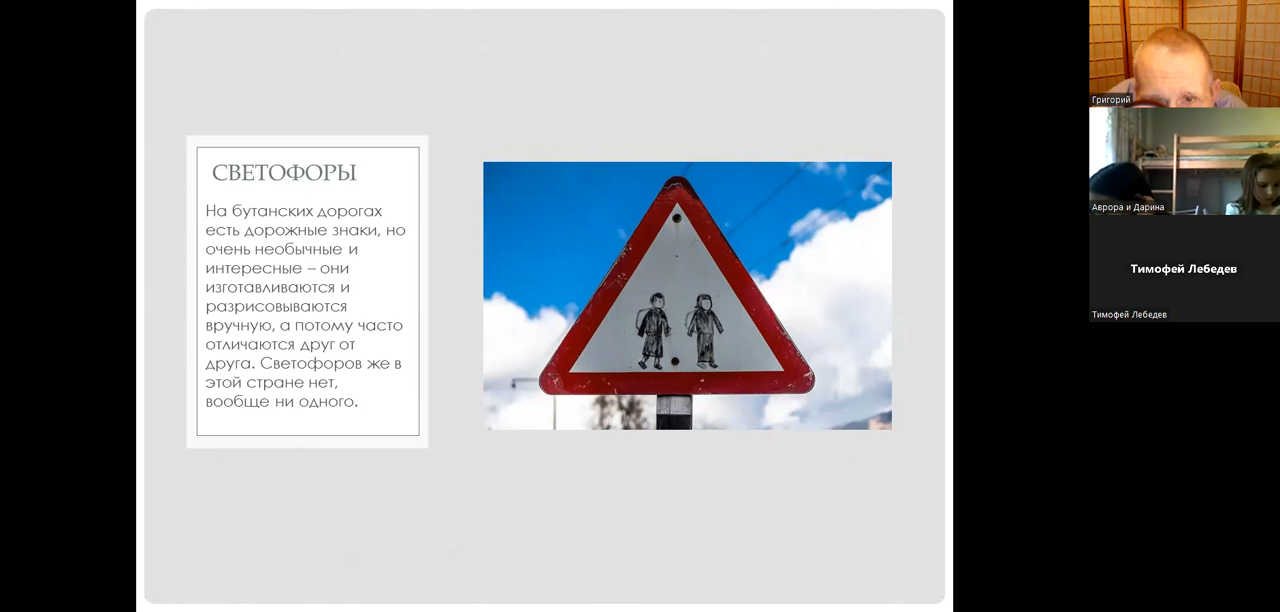 СВЕТОФОРЫ
На бутанских дорогах
есть дорожные знаки, но
очень необычные и
интересные – они
изготавливаются и
разрисовываются
вручную, а потому часто
отличаются друг от
друга. Светофоров же в
этой стране нет,
вообще ни одного.
Григорий
Аврора и Дарина
Тимофей Лебедев
Тимофей Лебедев